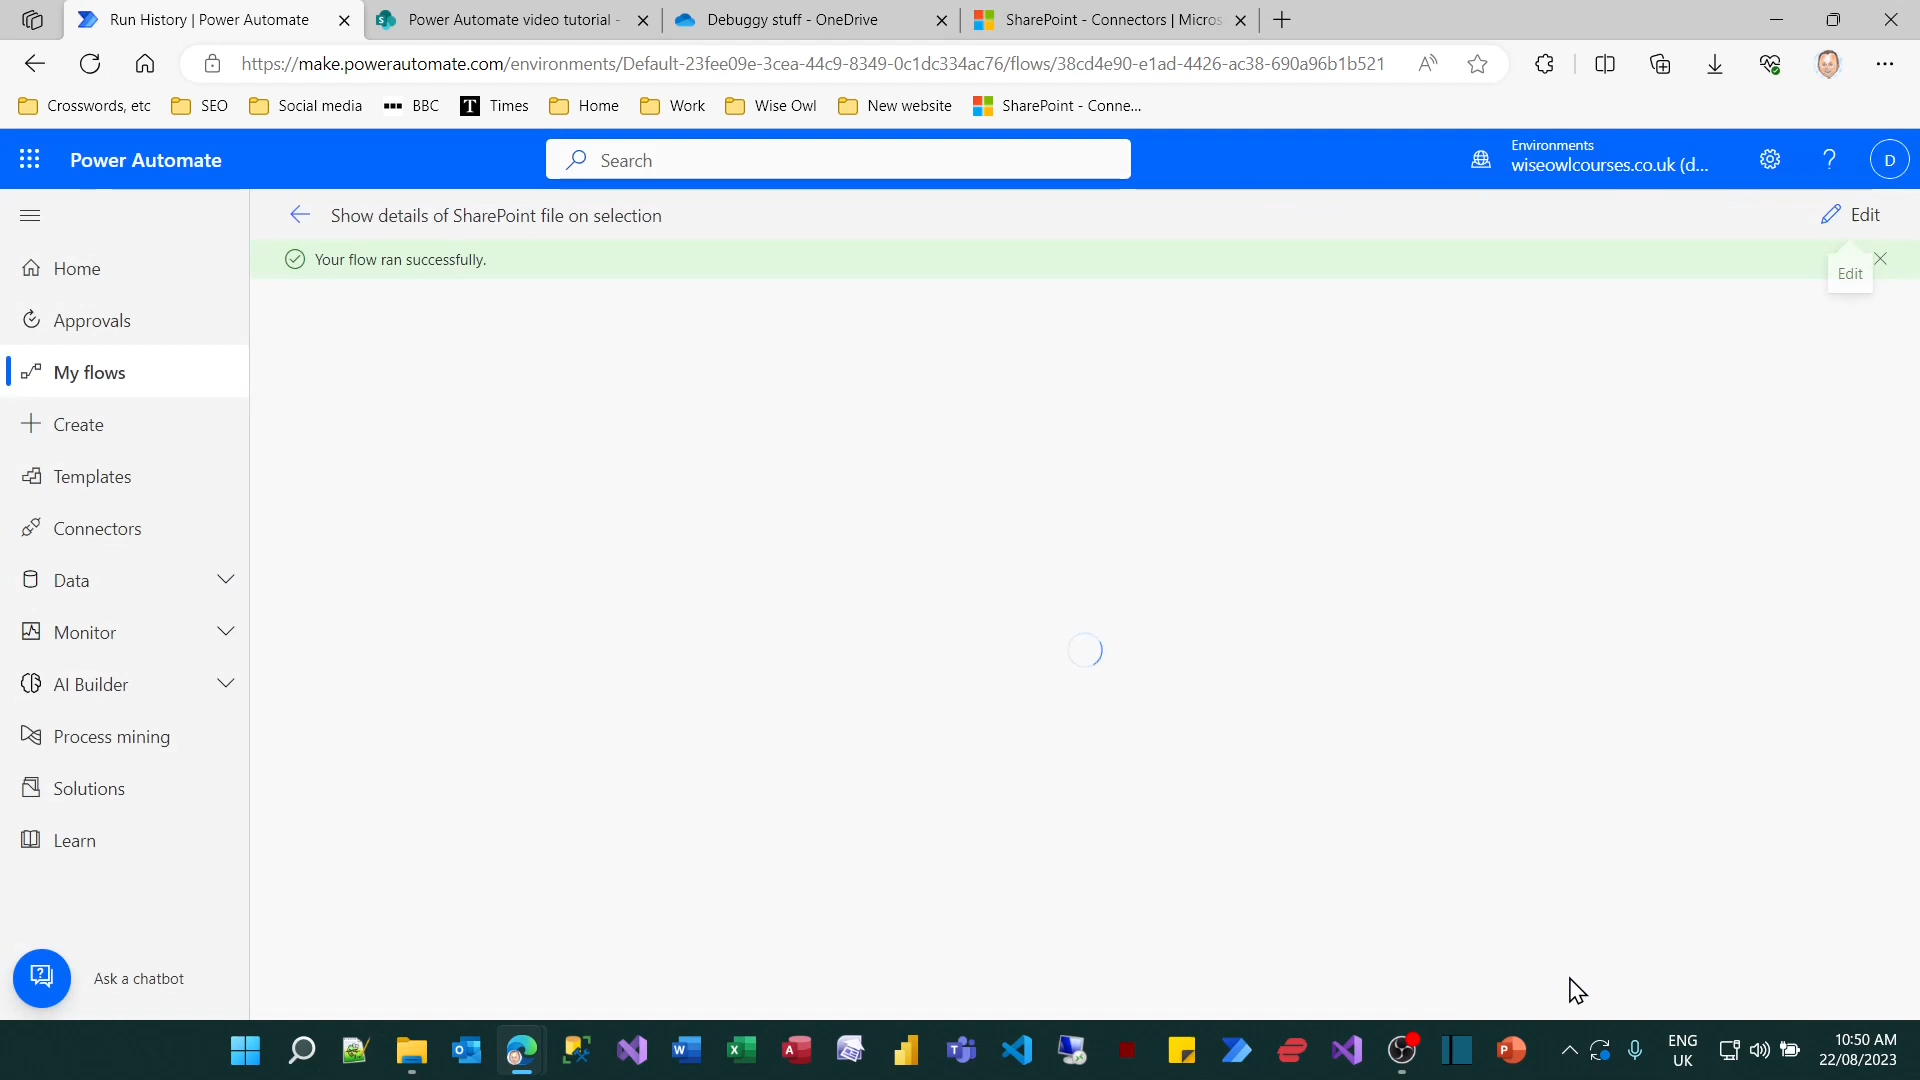 Run History | Power Automate
Power Automate video tutorial -
Debuggy stuff - OneDrive
SharePoint - Connectors | Micros
https://make.powerautomate.com/environments/Default-23fee09e-3cea-44c9-8349-0c1dc334ac76/flows/38cd4e90-e1ad-4426-ac38-690a96b1b521
Crosswords, etc
SEO
Social media
BBC
Times
Home
Work
Wise Owl
New website
SharePoint - Conne...
Power Automate
Search
Environments
wiseowlcourses.co.uk (d...
D
Show details of SharePoint file on selection
Edit
Your flow ran successfully.
Edit
Home
Approvals
My flows
Create
Templates
Connectors
Data
Monitor
AI Builder
Process mining
Solutions
Learn
Ask a chatbot
ENG
UK
10:50 AM
22/08/2023